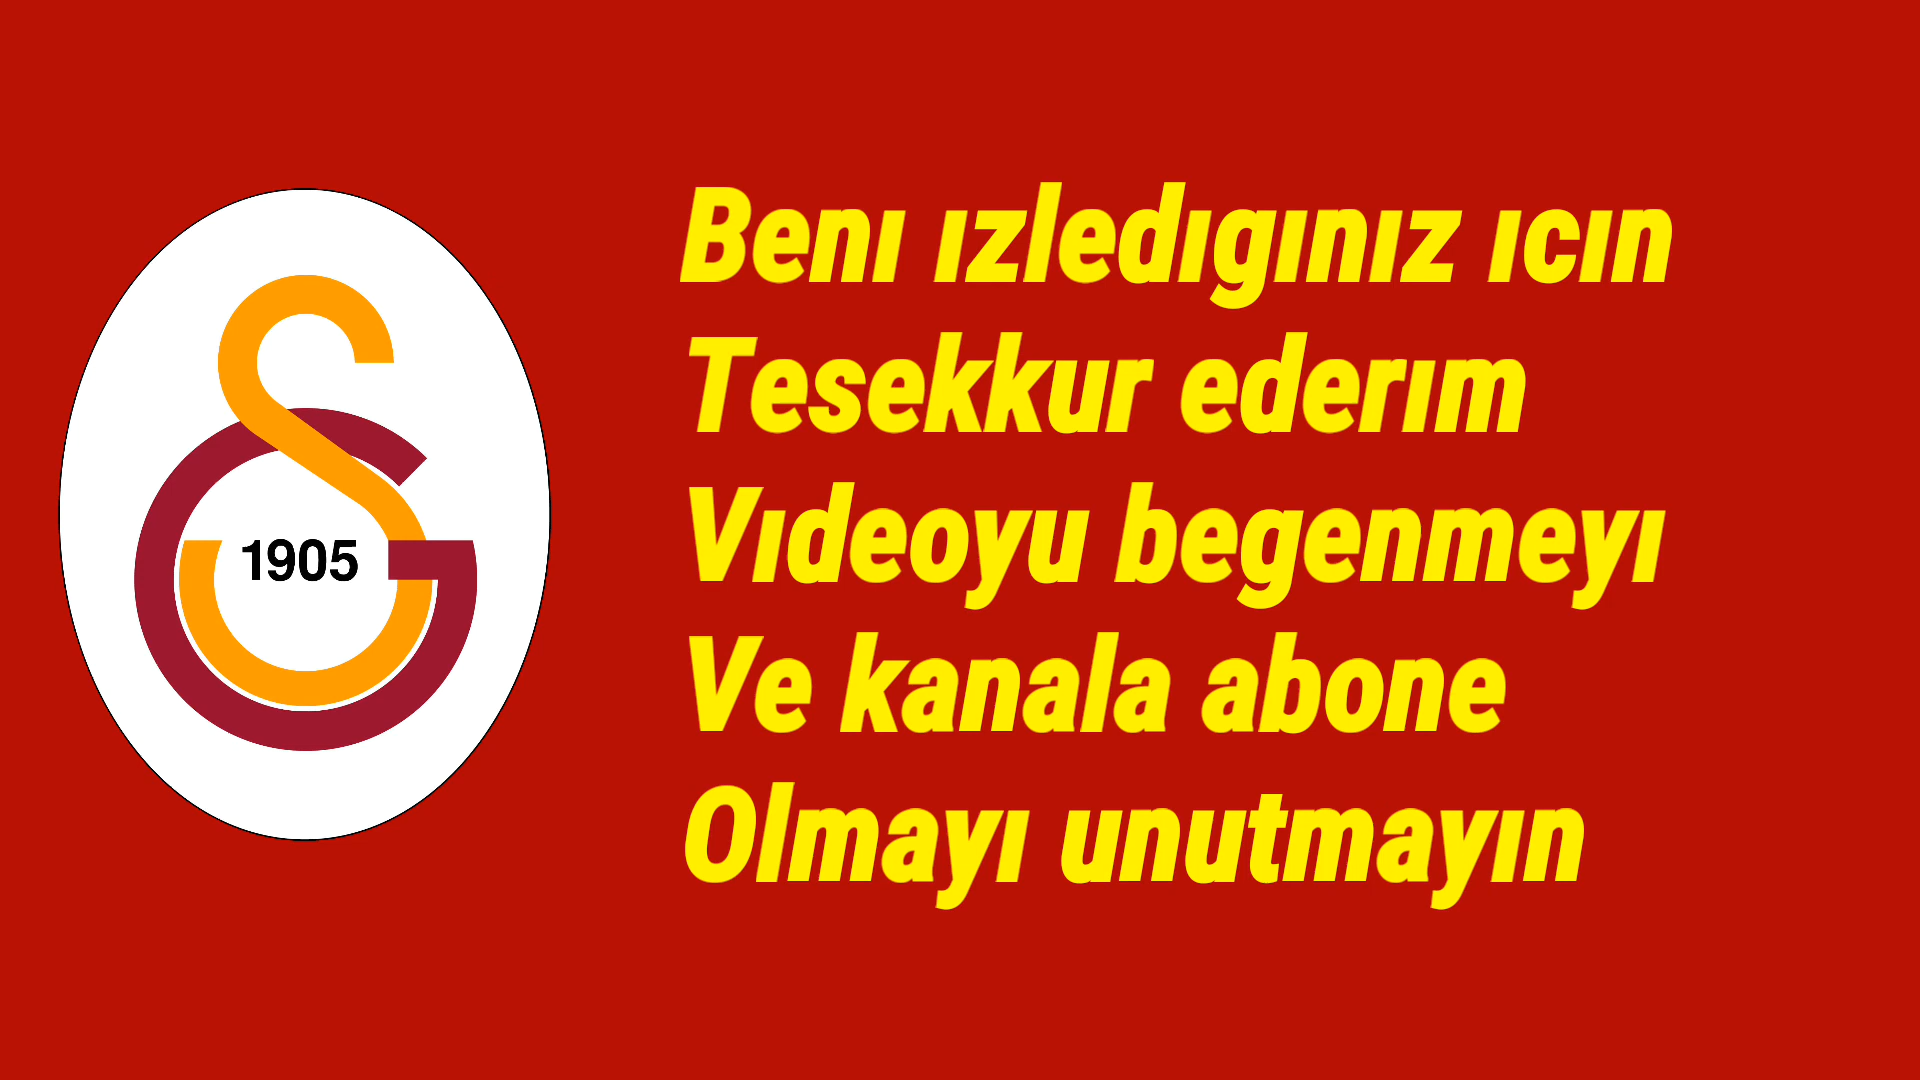 1905
Benı ızledıgınız ıcın
Tesekkur ederım
Vıdeoyu begenmeyı
Ve kanala abone
Olmayı unutmayın